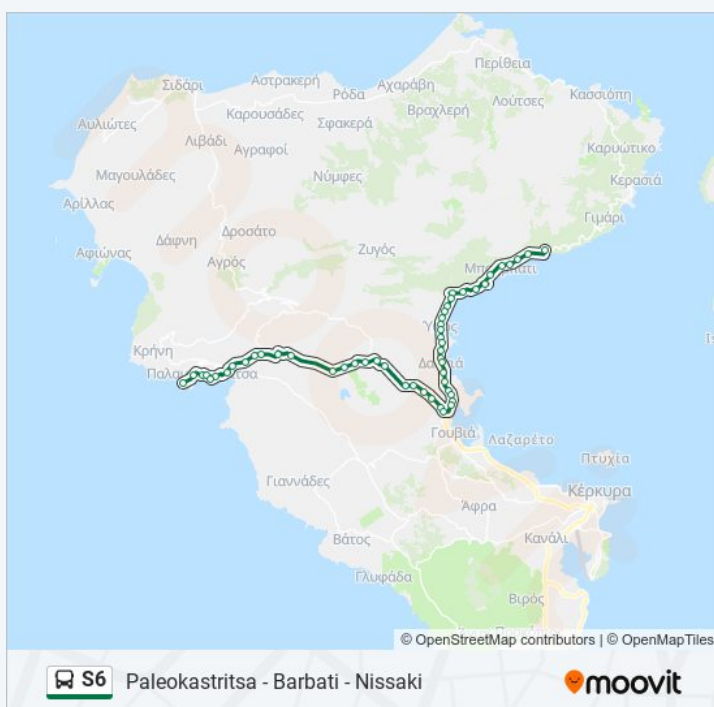 Περίθεια
Σιδάρι
Αστρακερή
Ρόδα
Αχαράβη
Κασσιόπη
Λούτσες
Καρουσάδες
Βραχλερή
Αυλιώτες
Σφακερά
Λιβάδι
Αγραφοί
Καρυώτικο
Μαγουλάδες
Νύμφες
Κερασιά
Αρίλλας
Γιμάρι
Δροσάτο
Δάφνη
Ζυγός
Αφιώνας
Αγρός
Κρήνη
Γουβιά
Λαζαρέτο
Πτυχία
Γιαννάδες
Κέρκυρα
Άφρα
Βάτος
Κανάλι
Γλυφάδα
Βιρός
© OpenStreetMap contributors | © OpenMapTiles
S6 Paleokastritsa - Barbati - Nissaki
moovit